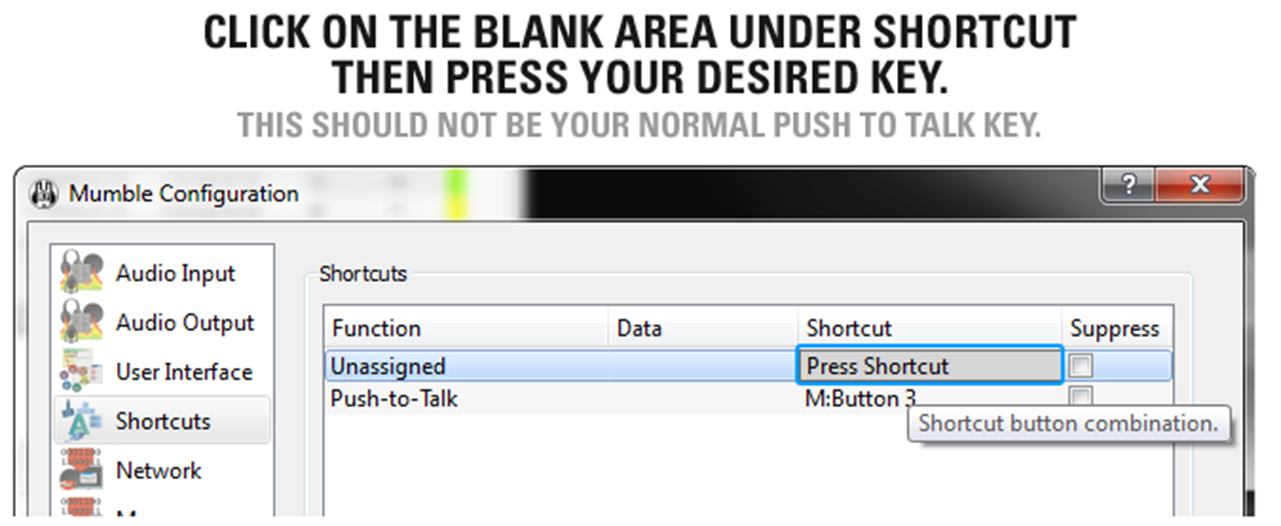 CLICK ON THE BLANK AREA UNDER SHORTCUT
THEN PRESS YOUR DESIRED KEY.
THIS SHOULD NOT BE YOUR NORMAL PUSH TO TALK KEY.
Mumble Configuration
?
Audio Input
Audio Output
User Interface
Shortcuts
Network
Shortcuts
Function Data Shortcut Suppress
Unassigned Press Shortcut
Push-to-Talk M:Button 3
Shortcut button combination.